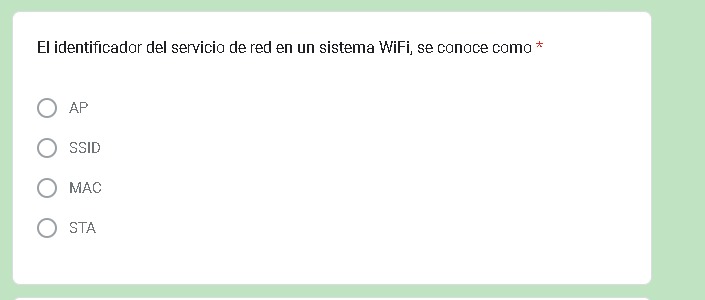 El identificador del servicio de red en un sistema WiFi, se conoce como *
AP
SSID
MAC
STA